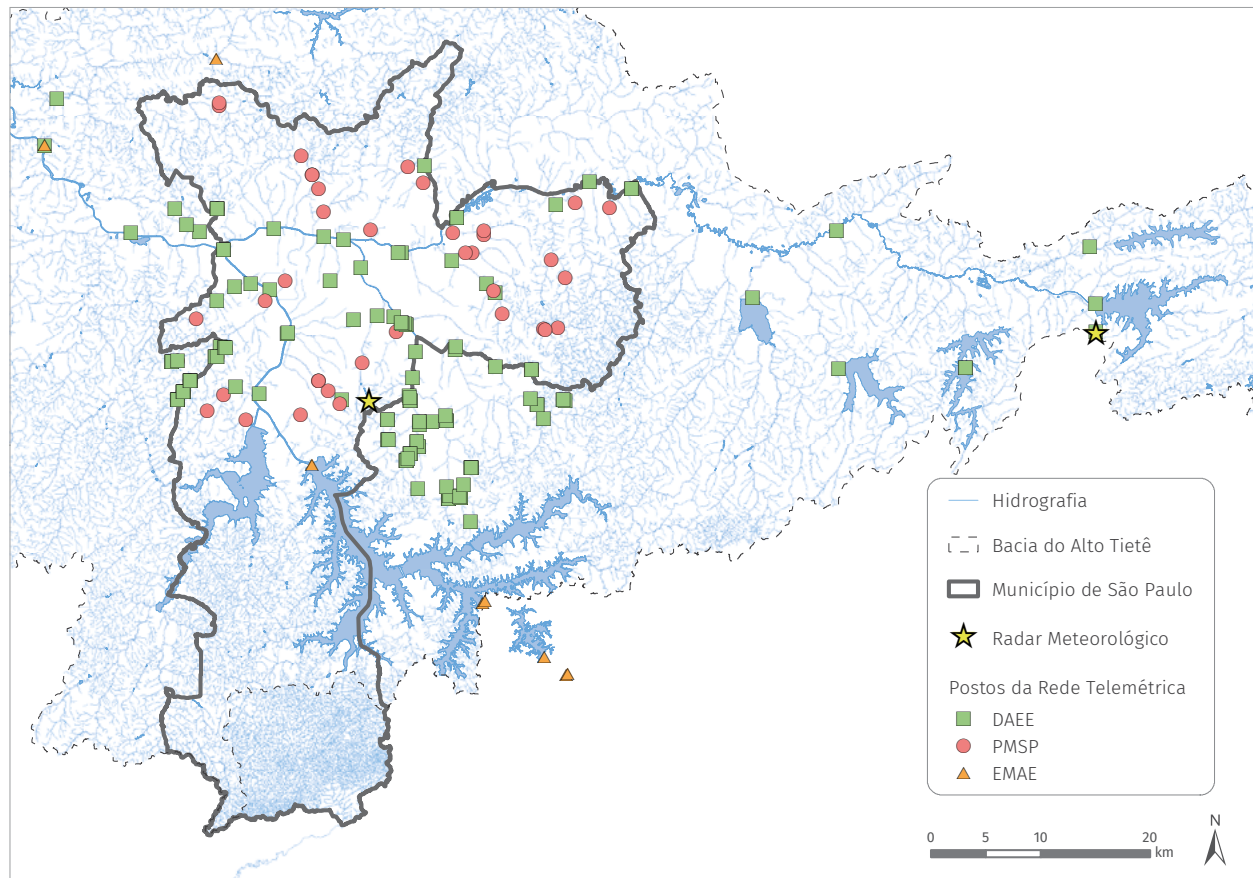 Hidrografia
Bacia do Alto Tietê
Município de São Paulo
Radar Meteorológico
Postos da Rede Telemétrica
DAEE
PMSP
EMAE
0 5 10 20
km
N